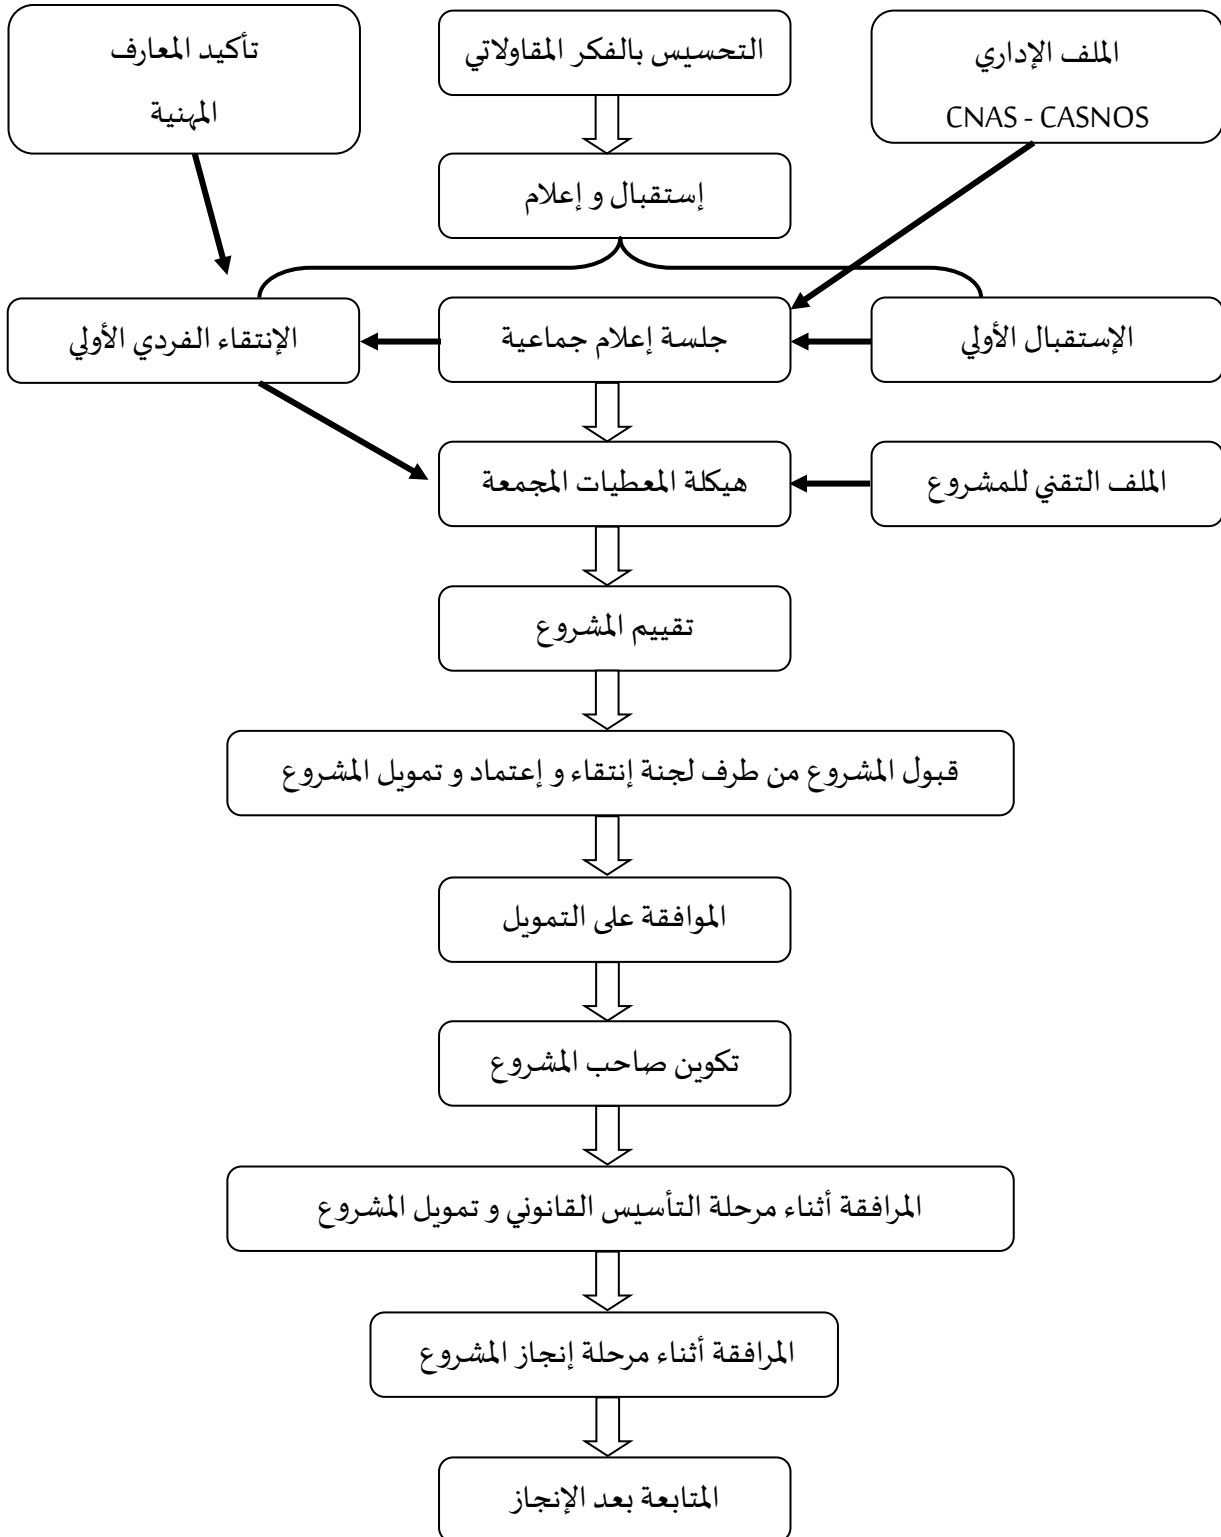 الملف الإداري
CNAS - CASNOS
التحسيس بالفكر المقاولاتي
تأكيد المعارف
المهنية
إستقبال و إعلام
الإستقبال الأولي
جلسة إعلام جماعية
الإنتقاء الفردي الأولي
الملف التقني للمشروع
هيكلة المعطيات المجمعة
تقييم المشروع
قبول المشروع من طرف لجنة إنتقاء و إعتماد و تمويل المشروع
الموافقة على التمويل
تكوين صاحب المشروع
المرافقة أثناء مرحلة التأسيس القانوني و تمويل المشروع
المرافقة أثناء مرحلة إنجاز المشروع
المتابعة بعد الإنجاز